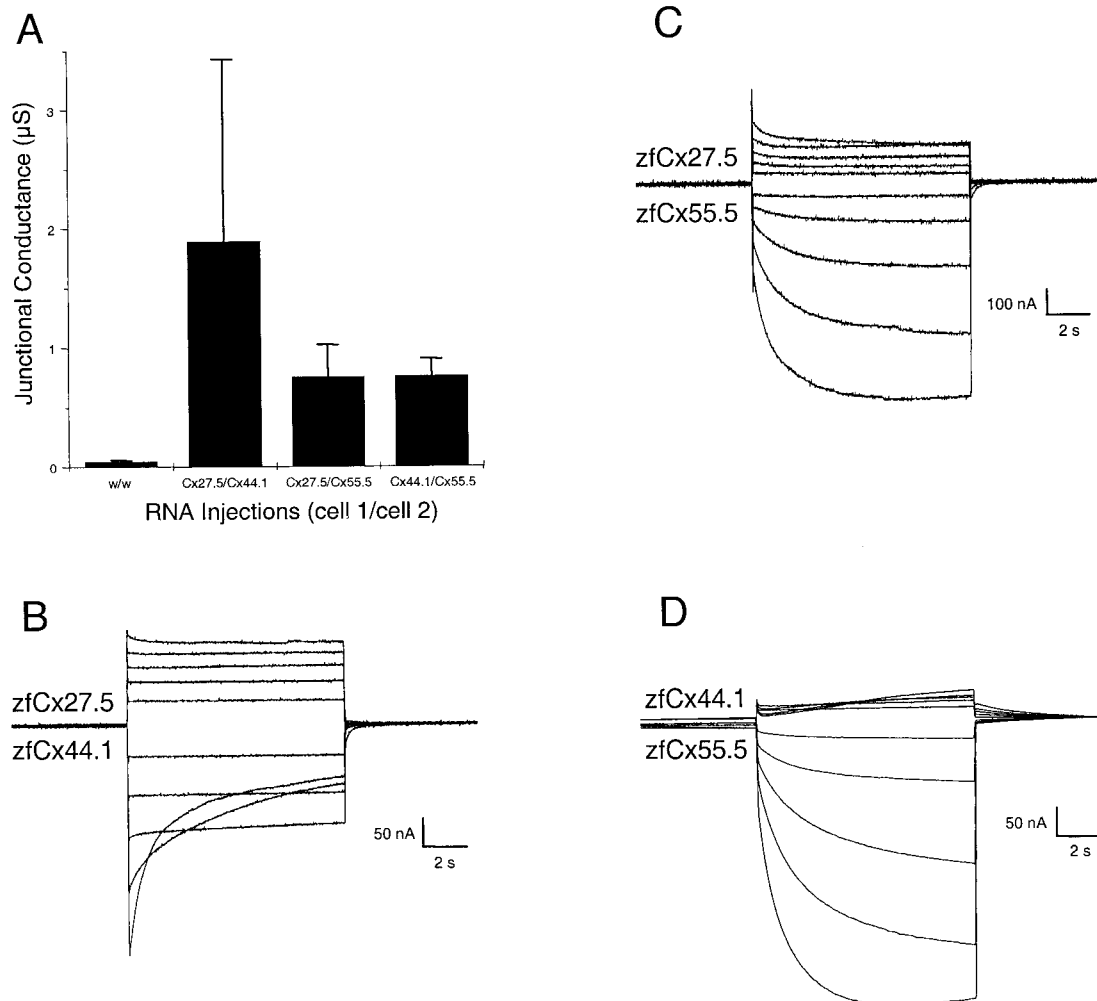 A
Junctional Conductance (µS)
3
2
1
0
w/w
Cx27.5/Cx44.1
Cx27.5/Cx55.5
Cx44.1/Cx55.5
RNA Injections (cell 1/cell 2)
B
zfCx27.5
zfCx44.1
50 nA
2 s
C
zfCx27.5
zfCx55.5
100 nA
2 s
D
zfCx44.1
zfCx55.5
50 nA
2 s